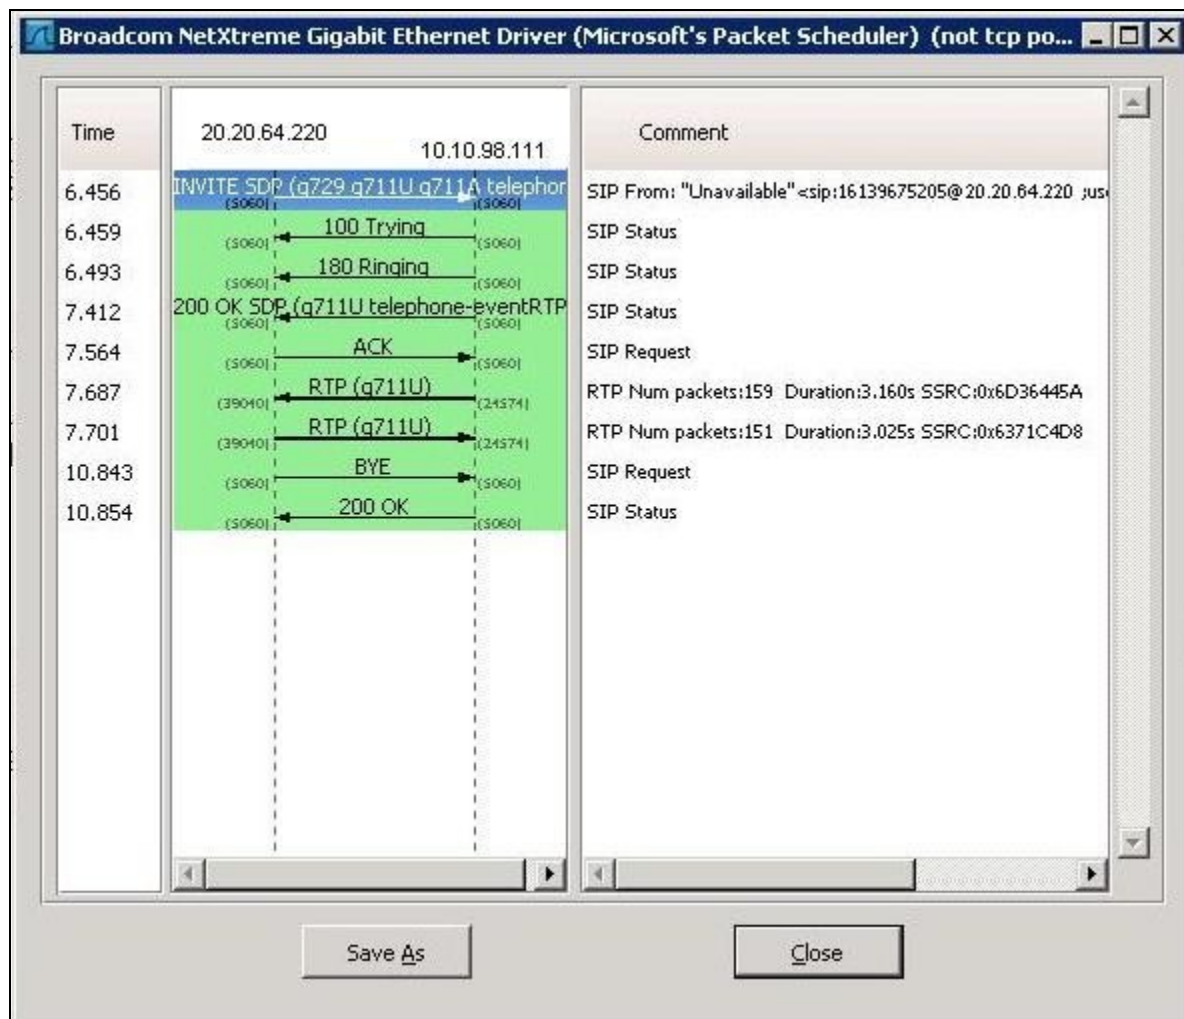 Broadcom NetXtreme Gigabit Ethernet Driver (Microsoft's Packet Scheduler) (not tcp po...
Time 20.20.64.220 10.10.98.111 Comment
6.456 INVITE SDP (g729 g711U g711A telephor SIP From: "Unavailable"<sip:16139675205@20.20.64.220 ;use
(5060) (5060)
6.459 100 Trying SIP Status
(5060) (5060)
6.493 180 Ringing SIP Status
(5060) (5060)
7.412 200 OK SDP (g711U telephone-eventRTP SIP Status
(5060) (5060)
7.564 ACK SIP Request
(5060) (5060)
7.687 RTP (g711U) RTP Num packets:159 Duration:3.160s SSRC:0x6D36445A
(39040) (24574)
7.701 RTP (g711U) RTP Num packets:151 Duration:3.025s SSRC:0x6371C4D8
(39040) (24574)
10.843 BYE SIP Request
(5060) (5060)
10.854 200 OK SIP Status
(5060) (5060)
Save As Close